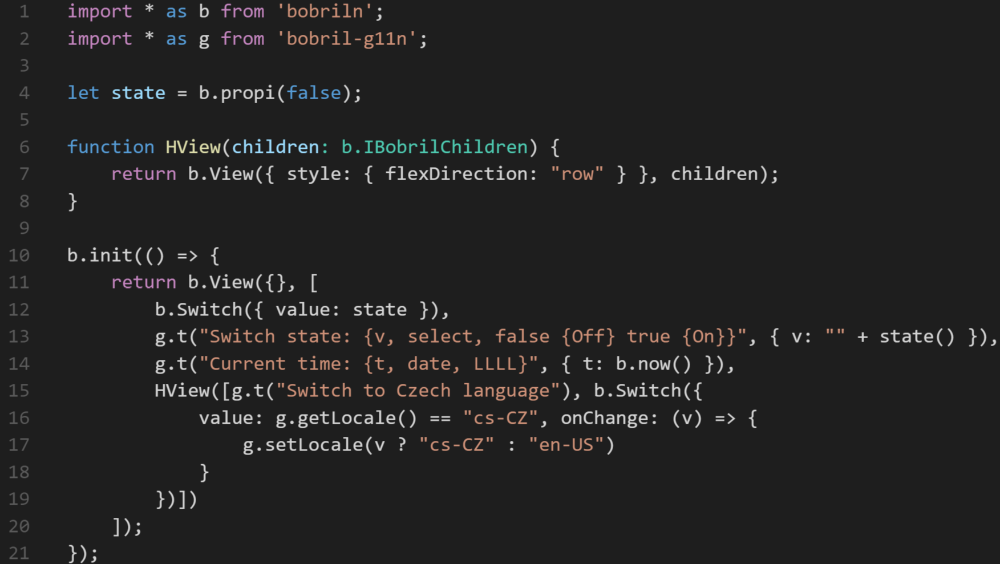 1 import * as b from 'bobriln';
2 import * as g from 'bobril-g11n';
3
4 let state = b.propi(false);
5
6 function HView(children: b.IBobrilChildren) {
7     return b.View({ style: { flexDirection: "row" } }, children);
8 }
9
10 b.init(() => {
11     return b.View({}, [
12         b.Switch({ value: state }),
13         g.t("Switch state: {v, select, false {Off} true {On}}", { v: "" + state() }),
14         g.t("Current time: {t, date, LLLL}", { t: b.now() }),
15         HView([g.t("Switch to Czech language"), b.Switch({
16             value: g.getLocale() == "cs-CZ", onChange: (v) => {
17                 g.setLocale(v ? "cs-CZ" : "en-US")
18             }
19         })])
20     ]);
21 });